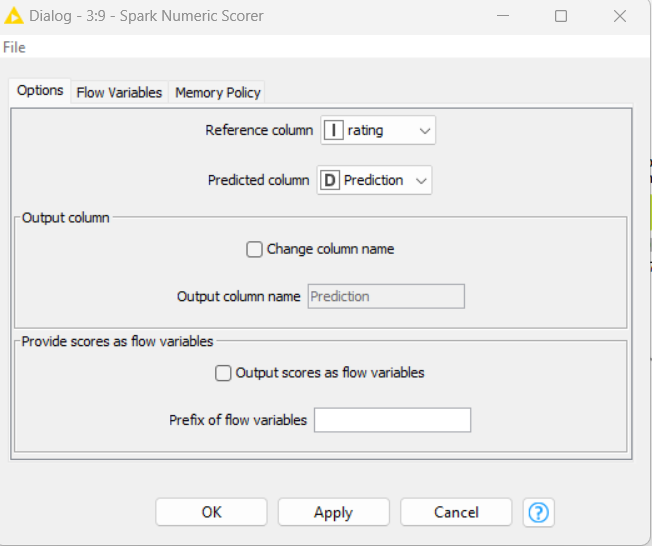 Dialog - 3:9 - Spark Numeric Scorer
File
Options Flow Variables Memory Policy
Reference column I rating
Predicted column D Prediction
Output column
Change column name
Output column name Prediction
Provide scores as flow variables
Output scores as flow variables
Prefix of flow variables
OK Apply Cancel ?